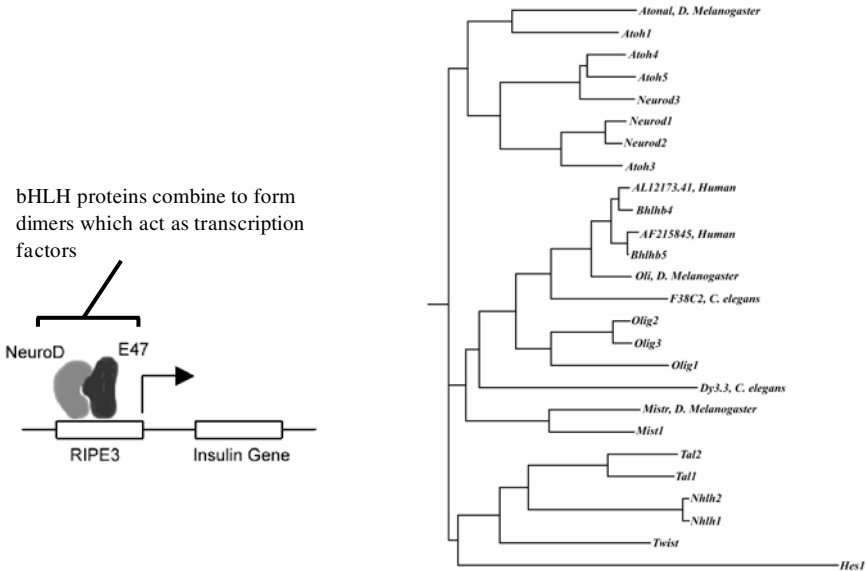 bHLH proteins combine to form
dimers which act as transcription
factors
NeuroD
E47
RIPE3
Insulin Gene
Atonal, D. Melanogaster
Atoh1
Atoh4
Atoh5
Neurod3
Neurod1
Neurod2
Atoh3
AL12173.41, Human
Bhlhb4
AF215845, Human
Bhlhb5
Oli, D. Melanogaster
F38C2, C. elegans
Olig2
Olig3
Olig1
Dy3.3, C. elegans
Mistr, D. Melanogaster
Mist1
Tal2
Tal1
Nhlh2
Nhlh1
Twist
Hes1